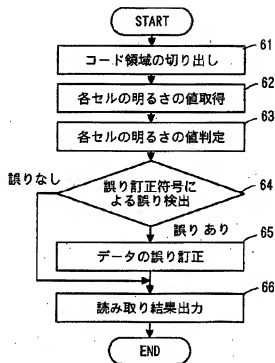 START
61
コード領域の切り出し
62
各セルの明るさの値取得
63
各セルの明るさの値判定
誤りなし
誤り訂正符号に
よる誤り検出
64
誤り あり
65
データの誤り訂正
66
読み取り結果出力
END